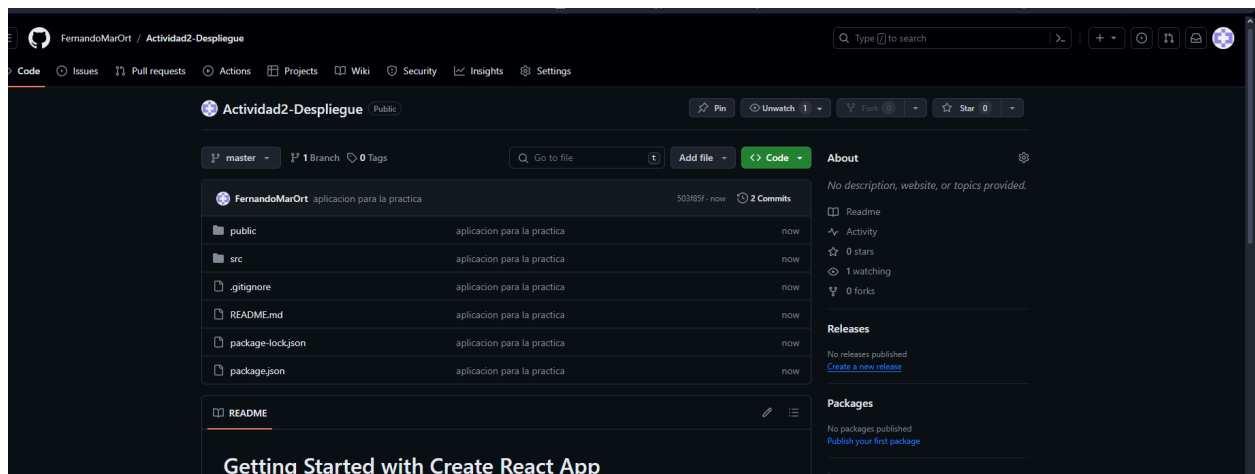 FernandoMarOrt / Actividad2-Despliegue
Type / to search
Code Issues Pull requests Actions Projects Wiki Security Insights Settings
Actividad2-Despliegue Public
Pin Unwatch 1 Fork 0 Star 0
master 1 Branch 0 Tags
Go to file t Add file Code
FernandoMarOrt aplicacion para la practica 503f85f · now 2 Commits
public aplicacion para la practica now
src aplicacion para la practica now
.gitignore aplicacion para la practica now
README.md aplicacion para la practica now
package-lock.json aplicacion para la practica now
package.json aplicacion para la practica now
README
Getting Started with Create React App
About
No description, website, or topics provided.
Readme
Activity
0 stars
1 watching
0 forks
Releases
No releases published
Create a new release
Packages
No packages published
Publish your first package